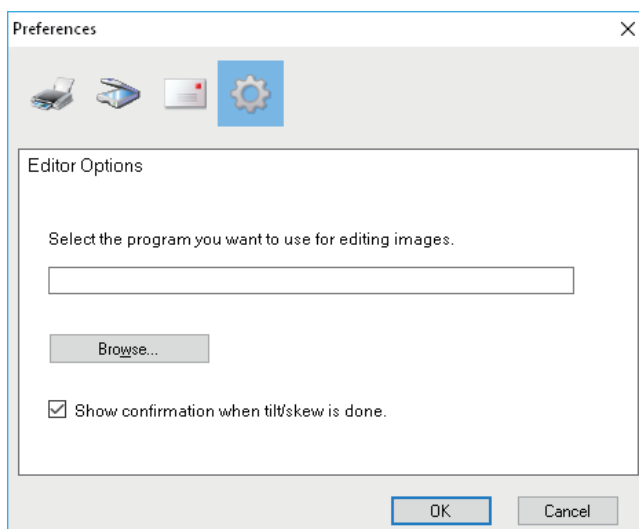 Preferences
Editor Options
Select the program you want to use for editing images.
Browse...
Show confirmation when tilt/skew is done.
OK Cancel